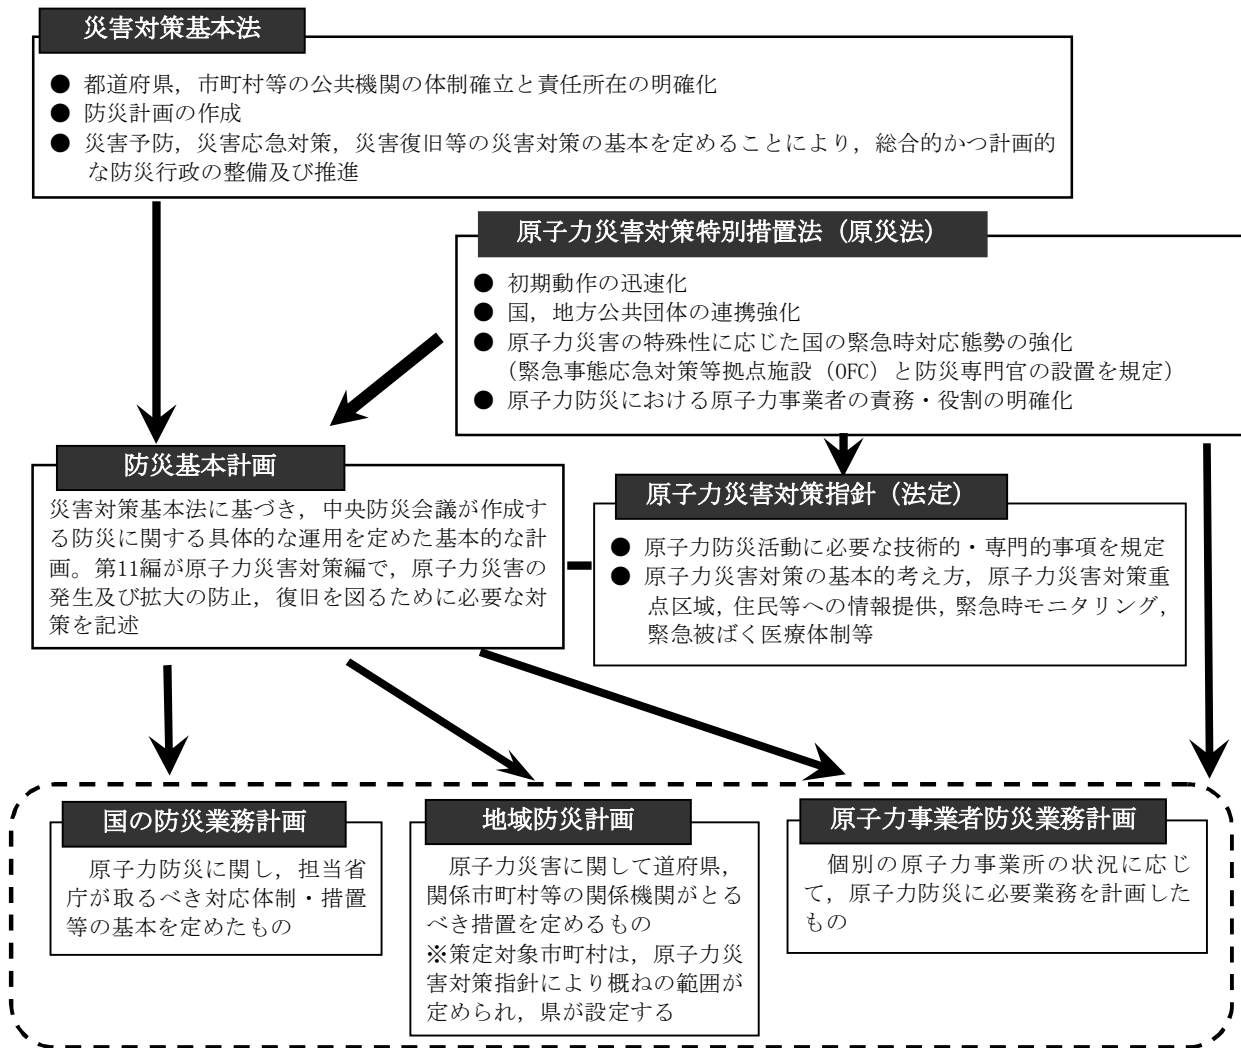 災害対策基本法
● 都道府県，市町村等の公共機関の体制確立と責任所在の明確化
● 防災計画の作成
● 災害予防，災害応急対策，災害復旧等の災害対策の基本を定めることにより，総合的かつ計画的
な防災行政の整備及び推進
原子力災害対策特別措置法（原災法）
● 初期動作の迅速化
● 国，地方公共団体の連携強化
● 原子力災害の特殊性に応じた国の緊急時対応態勢の強化
（緊急事態応急対策等拠点施設（OFC）と防災専門官の設置を規定）
● 原子力防災における原子力事業者の責務・役割の明確化
防災基本計画
災害対策基本法に基づき，中央防災会議が作成す
る防災に関する具体的な運用を定めた基本的な計
画。第11編が原子力災害対策編で，原子力災害の
発生及び拡大の防止，復旧を図るために必要な対
策を記述
原子力災害対策指針（法定）
● 原子力防災活動に必要な技術的・専門的事項を規定
● 原子力災害対策の基本的考え方，原子力災害対策重
点区域，住民等への情報提供，緊急時モニタリング，
緊急被ばく医療体制等
国の防災業務計画
原子力防災に関し，担当省
庁が取るべき対応体制・措置
等の基本を定めたもの
地域防災計画
原子力災害に関して道府県，
関係市町村等の関係機関がとる
べき措置を定めるもの
※策定対象市町村は，原子力災
害対策指針により概ねの範囲が
定められ，県が設定する
原子力事業者防災業務計画
個別の原子力事業所の状況に応じ
て，原子力防災に必要業務を計画した
もの